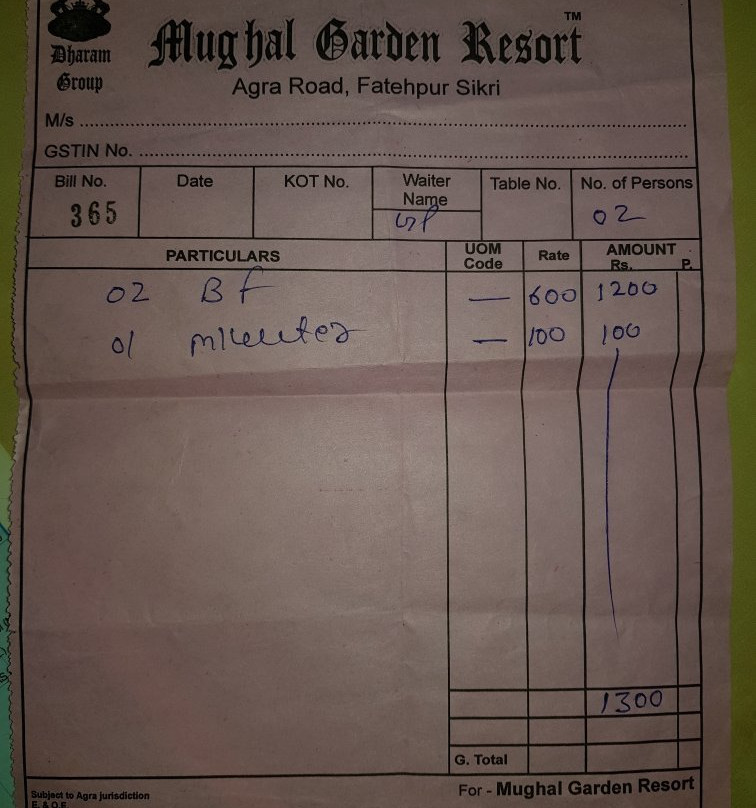 Dharam
Group
Mughal Garden Resort TM
Agra Road, Fatehpur Sikri
M/s
GSTIN No.
Bill No. Date KOT No. Waiter Name Table No. No. of Persons
365 02
PARTICULARS UOM Code Rate AMOUNT Rs. P.
02 BF — 600 1200
01 — 100 100
1300
G. Total
Subject to Agra jurisdiction
E. & O.E.
For - Mughal Garden Resort